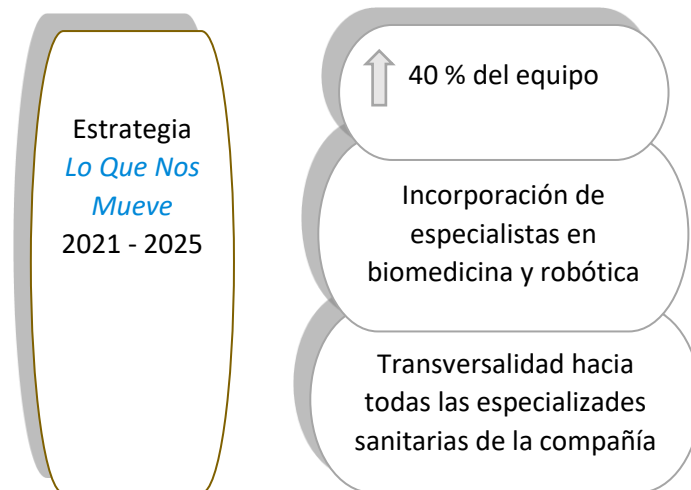 Estrategia
Lo Que Nos
Mueve
2021 - 2025
40 % del equipo
Incorporación de
especialistas en
biomedicina y robótica
Transversalidad hacia
todas las especializades
sanitarias de la compañía